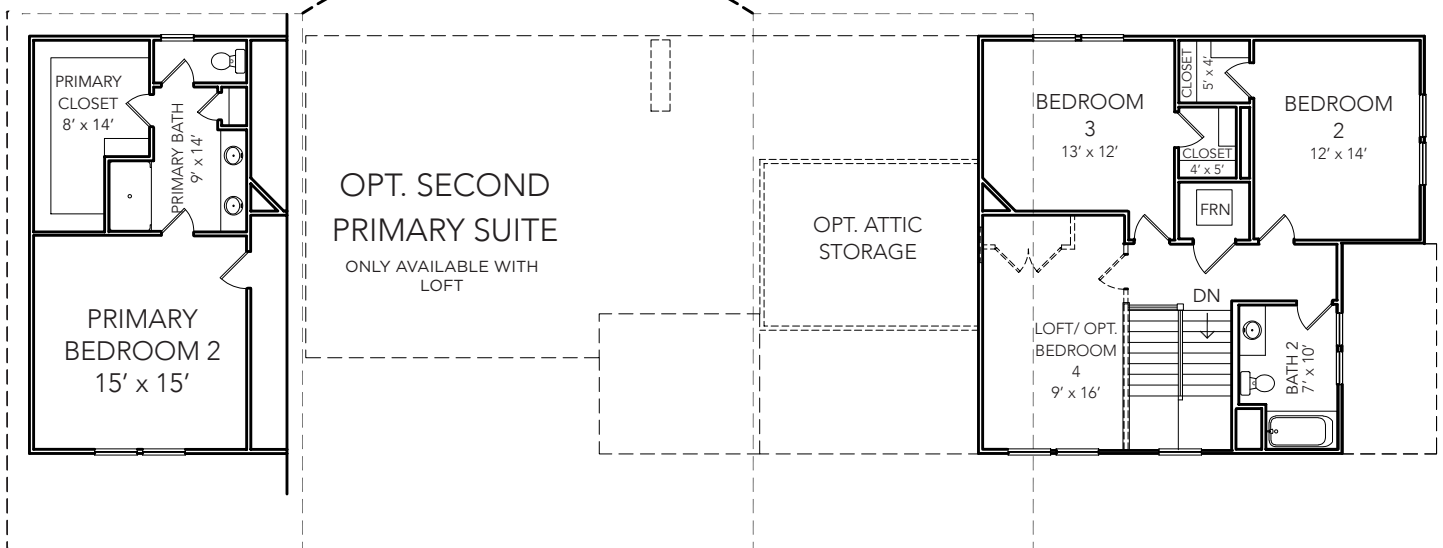 PRIMARY
CLOSET
8' x 14'
PRIMARY BATH
9' x 14'
PRIMARY
BEDROOM 2
15' x 15'
OPT. SECOND
PRIMARY SUITE
ONLY AVAILABLE WITH
LOFT
OPT. ATTIC
STORAGE
BEDROOM
3
13' x 12'
CLOSET
5' x 4'
CLOSET
4' x 5'
BEDROOM
2
12' x 14'
FRN
DN
LOFT/ OPT.
BEDROOM
4
9' x 16'
BATH 2
7' x 10'